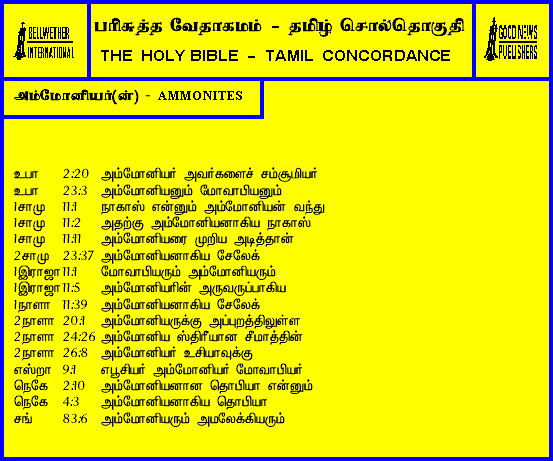 BELLWETHER
INTERNATIONAL
பரிசுத்த வேதாகமம் - தமிழ் சொல்தொகுதி
THE HOLY BIBLE - TAMIL CONCORDANCE
GOOD NEWS
PUBLISHERS
அம்மோனியர்(ன்) - AMMONITES
உபா 2:20 அம்மோனியர் அவர்களைச் சம்சூமியர்
உபா 23:3 அம்மோனியனும் மோவாபியனும்
1சாமு 11:1 நாகாஸ் என்னும் அம்மோனியன் வந்து
1சாமு 11:2 அதற்கு அம்மோனியனாகிய நாகாஸ்
1சாமு 11:11 அம்மோனியரை முறிய அடித்தான்
2சாமு 23:37 அம்மோனியனாகிய சேலேக்
1இராஜா 11:1 மோவாபியரும் அம்மோனியரும்
1இராஜா 11:5 அம்மோனியரின் அருவருப்பாகிய
1நாளா 11:39 அம்மோனியனாகிய சேலேக்
2நாளா 20:1 அம்மோனியருக்கு அப்புறத்திலுள்ள
2நாளா 24:26 அம்மோனிய ஸ்திரீயான சீமாத்தின்
2நாளா 26:8 அம்மோனியர் உசியாவுக்கு
எஸ்றா 9:1 எபூசியர் அம்மோனியர் மோவாபியர்
நெகே 2:10 அம்மோனியனான தொபியா என்னும்
நெகே 4:3 அம்மோனியனாகிய தொபியா
சங் 83:6 அம்மோனியரும் அமலேக்கியரும்